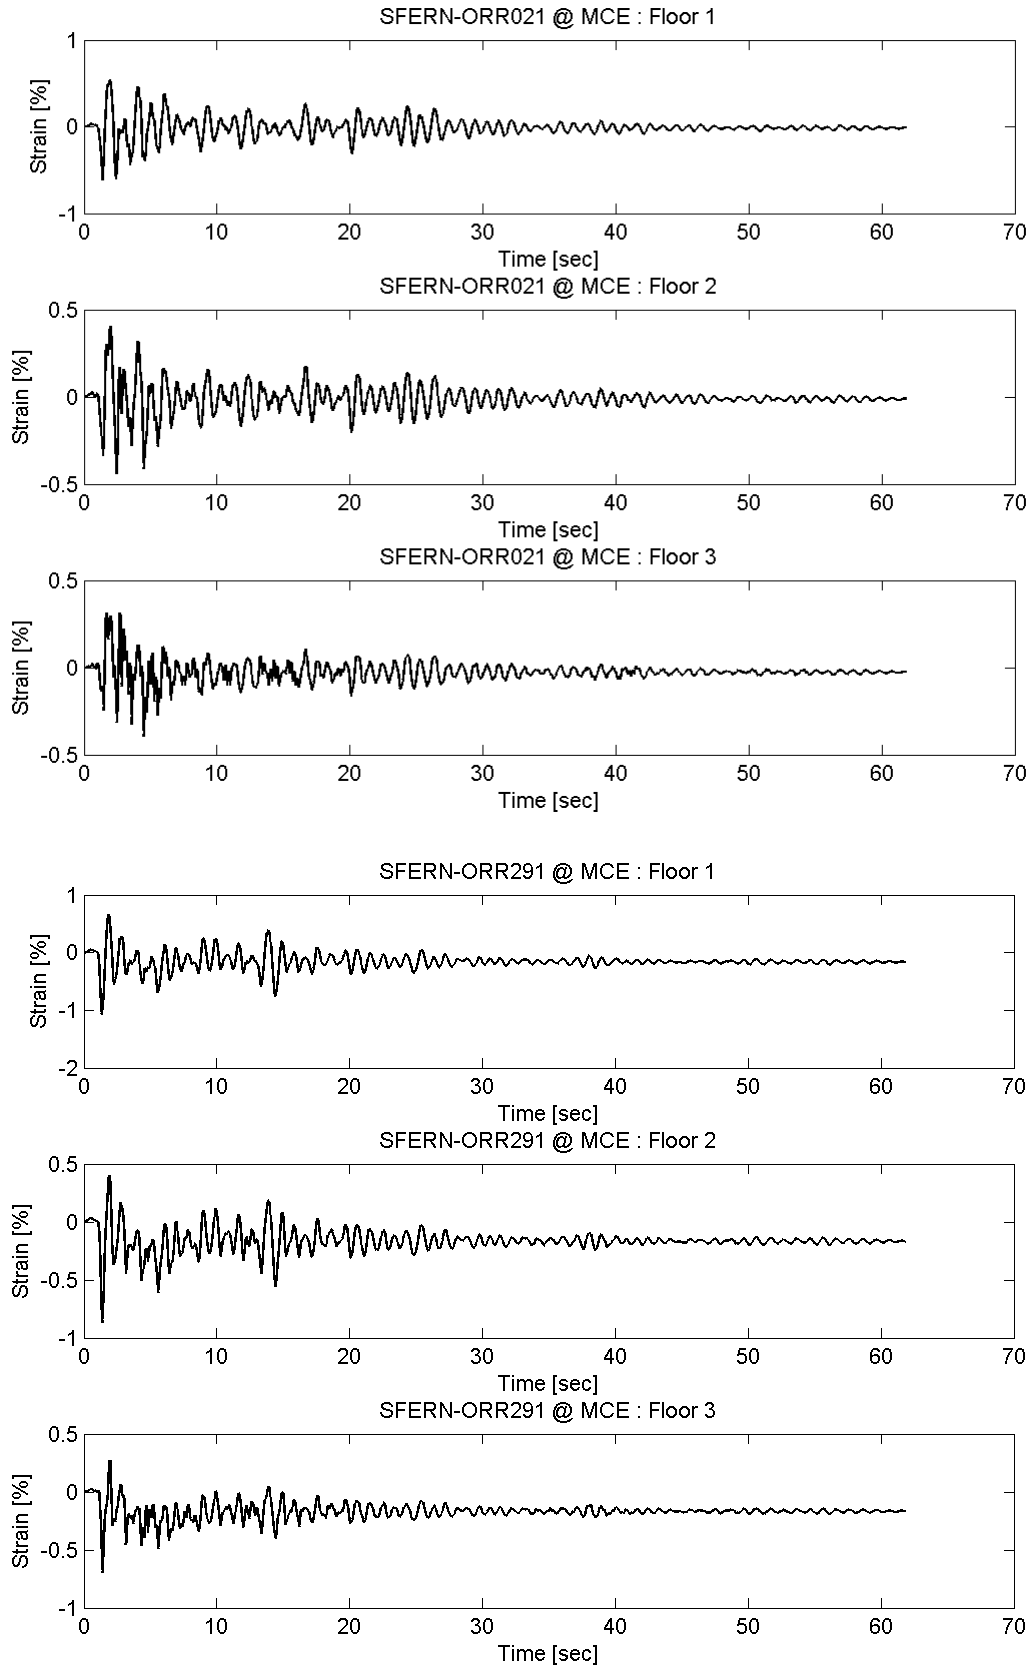 SFERN-ORR021 @ MCE : Floor 1
1
0
-1
Strain [%]
0 10 20 30 40 50 60 70
Time [sec]
SFERN-ORR021 @ MCE : Floor 2
0.5
0
-0.5
Strain [%]
0 10 20 30 40 50 60 70
Time [sec]
SFERN-ORR021 @ MCE : Floor 3
0.5
0
-0.5
Strain [%]
0 10 20 30 40 50 60 70
Time [sec]
SFERN-ORR291 @ MCE : Floor 1
1
0
-1
-2
Strain [%]
0 10 20 30 40 50 60 70
Time [sec]
SFERN-ORR291 @ MCE : Floor 2
0.5
0
-0.5
-1
Strain [%]
0 10 20 30 40 50 60 70
Time [sec]
SFERN-ORR291 @ MCE : Floor 3
0.5
0
-0.5
-1
Strain [%]
0 10 20 30 40 50 60 70
Time [sec]